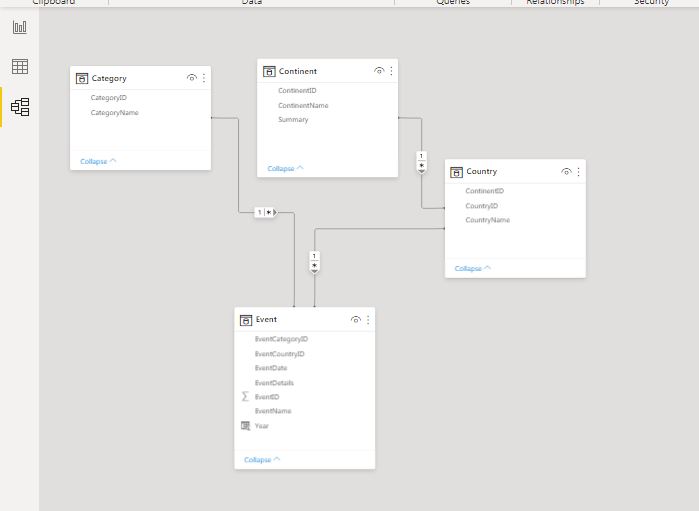 Clipboard
Data
Queries
Relationships
Security
Category
CategoryID
CategoryName
Collapse
Continent
ContinentID
ContinentName
Summary
Collapse
1
*
Country
ContinentID
CountryID
CountryName
Collapse
1 *
1
*
Event
EventCategoryID
EventCountryID
EventDate
EventDetails
Σ EventID
EventName
Year
Collapse